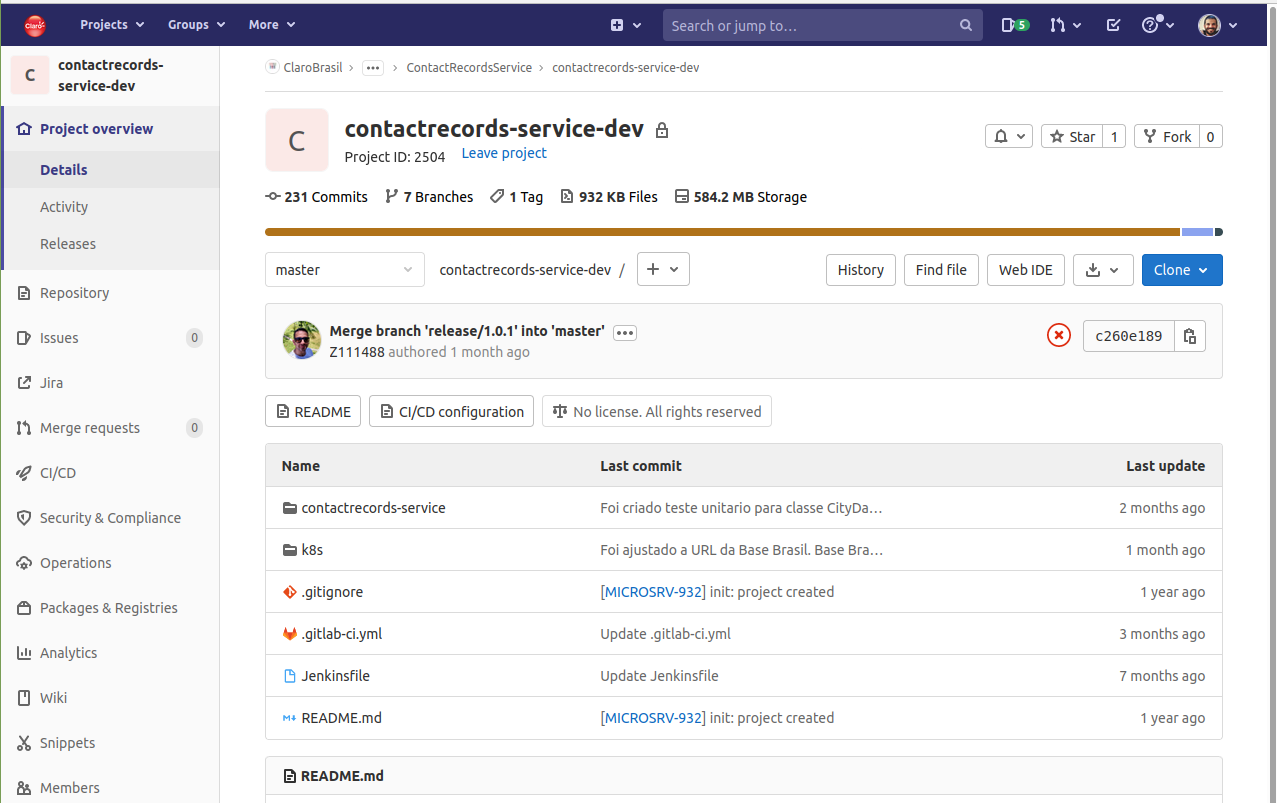 Claro
Projects
Groups
More
Search or jump to...
5
C
contactrecords-service-dev
Project overview
Details
Activity
Releases
Repository
Issues 0
Jira
Merge requests 0
CI/CD
Security & Compliance
Operations
Packages & Registries
Analytics
Wiki
Snippets
Members
ClaroBrasil > ... > ContactRecordsService > contactrecords-service-dev
C
contactrecords-service-dev
Project ID: 2504 Leave project
Star 1
Fork 0
231 Commits 7 Branches 1 Tag 932 KB Files 584.2 MB Storage
master
contactrecords-service-dev / +
History
Find file
Web IDE
Clone
Merge branch 'release/1.0.1' into 'master' ...
Z111488 authored 1 month ago
c260e189
README
CI/CD configuration
No license. All rights reserved
Name Last commit Last update
contactrecords-service Foi criado teste unitario para classe CityDa... 2 months ago
k8s Foi ajustado a URL da Base Brasil. Base Bra... 1 month ago
.gitignore [MICROSRV-932] init: project created 1 year ago
.gitlab-ci.yml Update .gitlab-ci.yml 3 months ago
Jenkinsfile Update Jenkinsfile 7 months ago
README.md [MICROSRV-932] init: project created 1 year ago
README.md